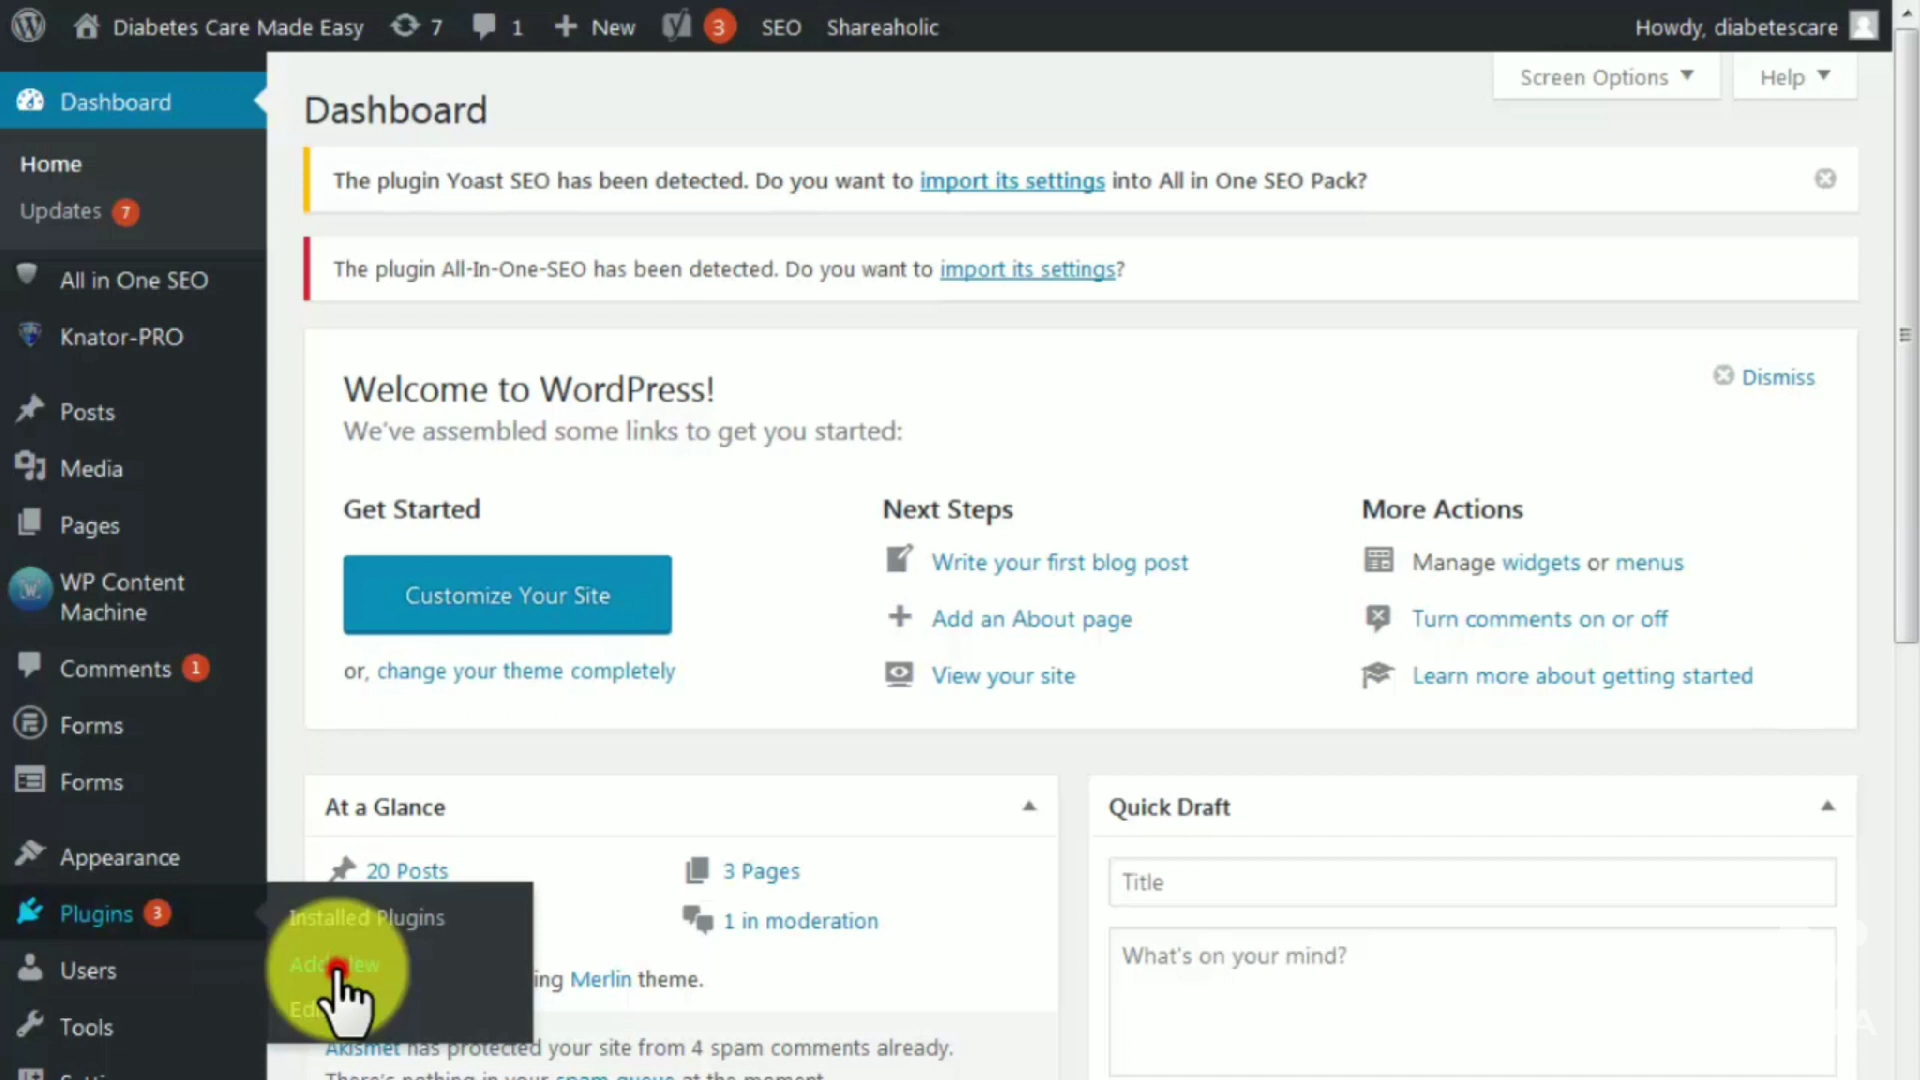 Diabetes Care Made Easy 7 1 New 3 SEO Shareaholic Howdy, diabetescare
Screen Options Help
Dashboard
Home
Updates 7
All in One SEO
Knator-PRO
Posts
Media
Pages
WP Content
Machine
Comments 1
Forms
Forms
Appearance
Plugins 3
Users
Tools
Installed Plugins
Add New
Dashboard
The plugin Yoast SEO has been detected. Do you want to import its settings into All in One SEO Pack?
The plugin All-In-One-SEO has been detected. Do you want to import its settings?
Welcome to WordPress!
Dismiss
We've assembled some links to get you started:
Get Started
Customize Your Site
or, change your theme completely
Next Steps
Write your first blog post
Add an About page
View your site
More Actions
Manage widgets or menus
Turn comments on or off
Learn more about getting started
At a Glance
20 Posts
3 Pages
1 in moderation
ing Merlin theme.
Akismet has protected your site from 4 spam comments already.
There's nothing in your spam queue at the moment.
Quick Draft
Title
What's on your mind?